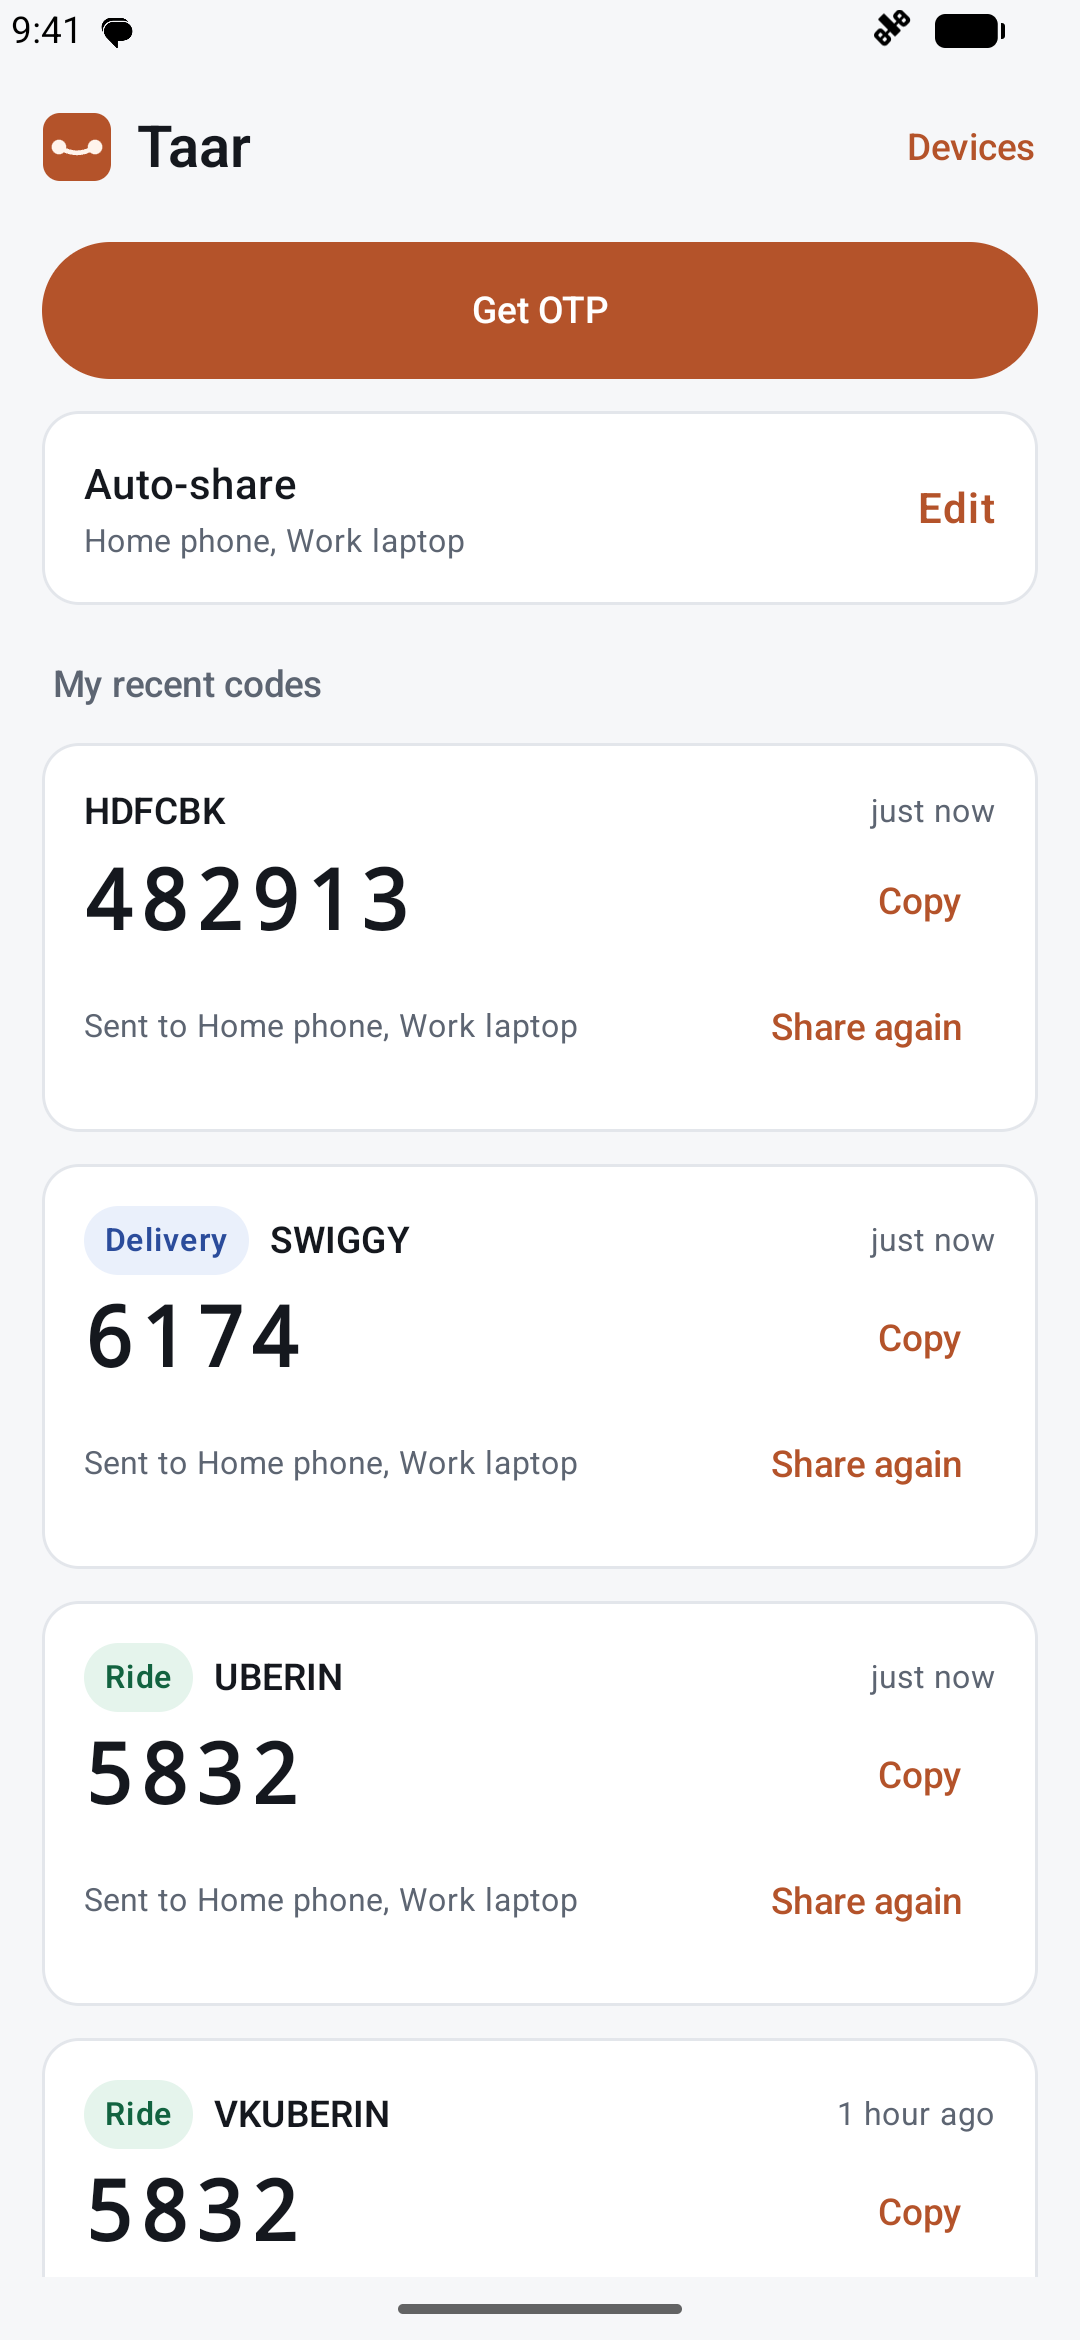 9:41
Taar
Devices
Get OTP
Auto-share
Home phone, Work laptop
Edit
My recent codes
HDFCBK
just now
482913
Copy
Sent to Home phone, Work laptop
Share again
Delivery
SWIGGY
just now
6174
Copy
Sent to Home phone, Work laptop
Share again
Ride
UBERIN
just now
5832
Copy
Sent to Home phone, Work laptop
Share again
Ride
VKUBERIN
1 hour ago
5832
Copy